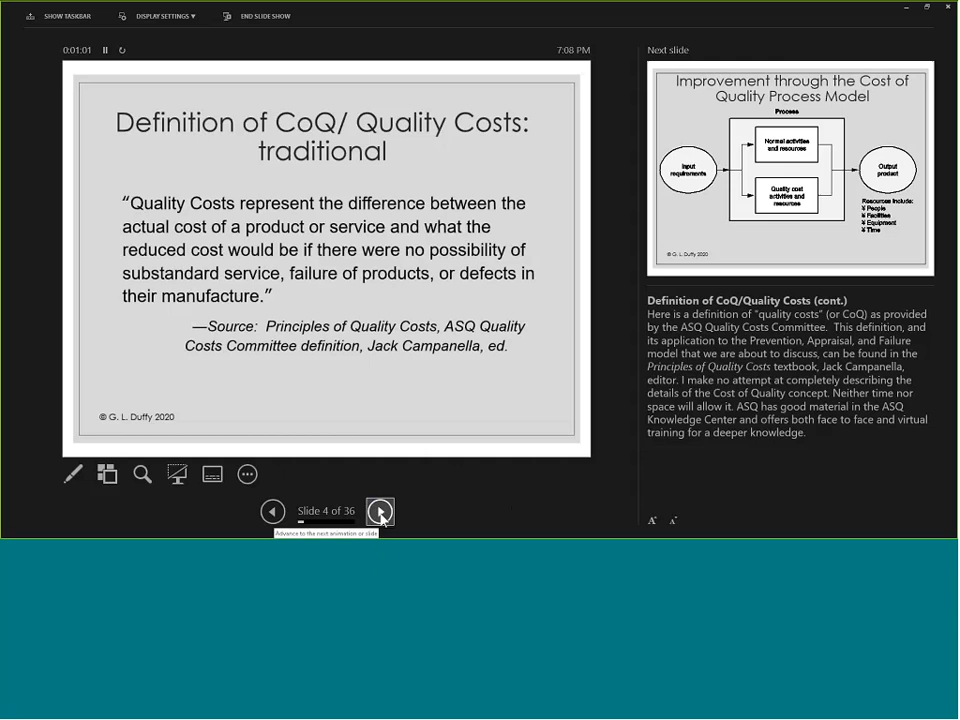 SHOW TASKBAR
DISPLAY SETTINGS ▾
END SLIDE SHOW
0:01:01
7:08 PM
Definition of CoQ/ Quality Costs:
traditional
“Quality Costs represent the difference between the
actual cost of a product or service and what the
reduced cost would be if there were no possibility of
substandard service, failure of products, or defects in
their manufacture.”
—Source: Principles of Quality Costs, ASQ Quality
Costs Committee definition, Jack Campanella, ed.
© G. L. Duffy 2020
Slide 4 of 36
Advance to the next animation or slide
Next slide
Improvement through the Cost of
Quality Process Model
Process
Input
requirements
Normal activities
and resources
Quality cost
activities and
resources
Output
product
Resources include:
¥ People
¥ Facilities
¥ Equipment
¥ Time
© G. L. Duffy 2020
Definition of CoQ/Quality Costs (cont.)
Here is a definition of "quality costs" (or CoQ) as provided
by the ASQ Quality Costs Committee. This definition, and
its application to the Prevention, Appraisal, and Failure
model that we are about to discuss, can be found in the
Principles of Quality Costs textbook, Jack Campanella,
editor. I make no attempt at completely describing the
details of the Cost of Quality concept. Neither time nor
space will allow it. ASQ has good material in the ASQ
Knowledge Center and offers both face to face and virtual
training for a deeper knowledge.
A A